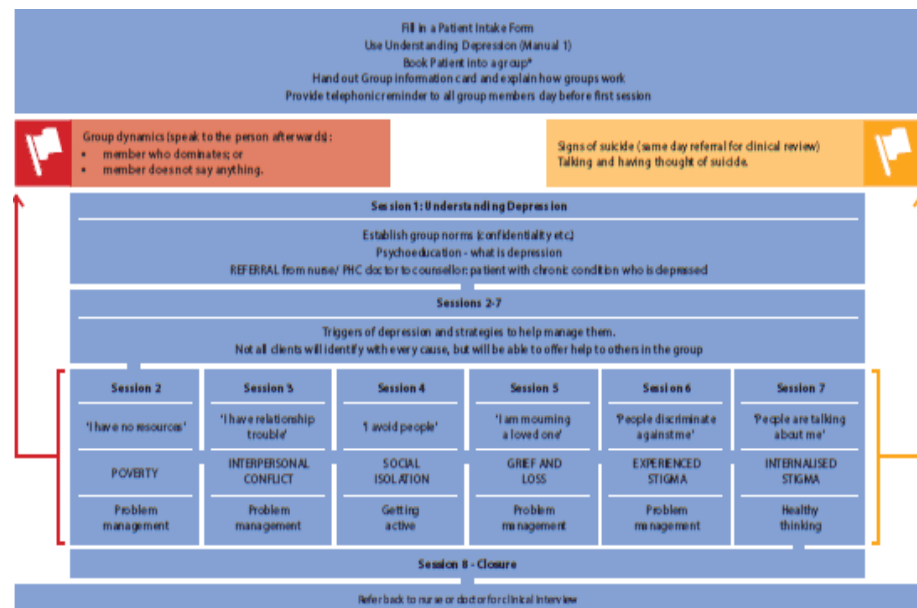 Fill in a Patient Intake Form
Use Understanding Depression (Manual 1)
Book Patient into a group*
Hand out Group information card and explain how groups work
Provide telephonic reminder to all group members day before first session
Group dynamics (speak to the person afterwards) :
• member who dominates; or
• member does not say anything.
Signs of suicide (same day referral for clinical review)
Talking and having thought of suicide.
Session 1: Understanding Depression
Establish group norms (confidentiality etc.)
Psychoeducation - what is depression
REFERRAL from nurse/ PHC doctor to counsellor: patient with chronic condition who is depressed
Sessions 2-7
Triggers of depression and strategies to help manage them.
Not all clients will identify with every cause, but will be able to offer help to others in the group
Session 2
'I have no resources'
POVERTY
Problem
management
Session 3
'I have relationship
trouble'
INTERPERSONAL
CONFLICT
Problem
management
Session 4
'I avoid people'
SOCIAL
ISOLATION
Getting
active
Session 5
'I am mourning
a loved one'
GRIEF AND
LOSS
Problem
management
Session 6
'People discriminate
against me'
EXPERIENCED
STIGMA
Problem
management
Session 7
'People are talking
about me'
INTERNALISED
STIGMA
Healthy
thinking
Session 8 - Closure
Refer back to nurse or doctor for clinical interview